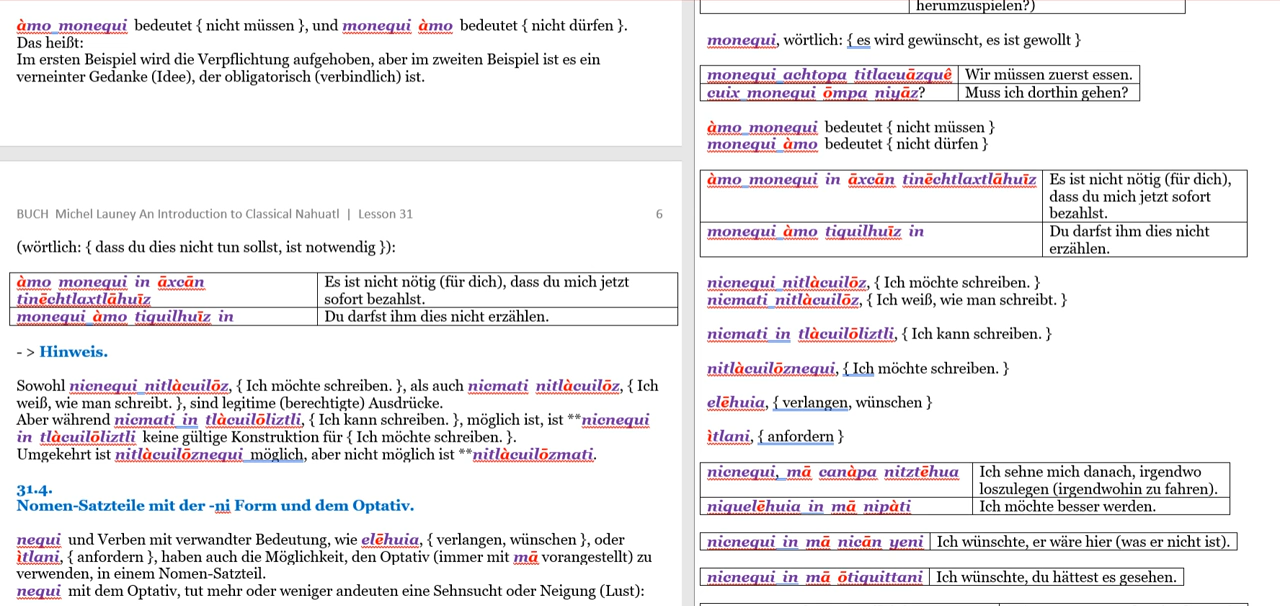 àmo monequi bedeutet { nicht müssen }, und monequi àmo bedeutet { nicht dürfen }.
Das heißt:
Im ersten Beispiel wird die Verpflichtung aufgehoben, aber im zweiten Beispiel ist es ein
verneinter Gedanke (Idee), der obligatorisch (verbindlich) ist.
BUCH Michel Launey An Introduction to Classical Nahuatl | Lesson 31 6
(wörtlich: { dass du dies nicht tun sollst, ist notwendig }):
àmo monequi in āxcān Es ist nicht nötig (für dich), dass du mich jetzt
tinēchtlaxtlāhuīz sofort bezahlst.
monequi àmo tiquilhuīz in Du darfst ihm dies nicht erzählen.
- > Hinweis.
Sowohl nicnequi nitlàcuilōz, { Ich möchte schreiben. }, als auch nicmati nitlàcuilōz, { Ich
weiß, wie man schreibt. }, sind legitime (berechtigte) Ausdrücke.
Aber während nicmati in tlàcuilōliztli, { Ich kann schreiben. }, möglich ist, ist **nicnequi
in tlàcuilōliztli keine gültige Konstruktion für { Ich möchte schreiben. }.
Umgekehrt ist nitlàcuilōznequi möglich, aber nicht möglich ist **nitlàcuilōzmati.
31.4.
Nomen-Satzteile mit der -ni Form und dem Optativ.
nequi und Verben mit verwandter Bedeutung, wie elēhuia, { verlangen, wünschen }, oder
ìtlani, { anfordern }, haben auch die Möglichkeit, den Optativ (immer mit mā vorangestellt) zu
verwenden, in einem Nomen-Satzteil.
nequi mit dem Optativ, tut mehr oder weniger andeuten eine Sehnsucht oder Neigung (Lust):
herumzuspielen?)
monequi, wörtlich: { es wird gewünscht, es ist gewollt }
monequi achtopa titlacuāzquê Wir müssen zuerst essen.
cuix monequi ōmpa niyāz? Muss ich dorthin gehen?
àmo monequi bedeutet { nicht müssen }
monequi àmo bedeutet { nicht dürfen }
àmo monequi in āxcān tinēchtlaxtlāhuīz Es ist nicht nötig (für dich),
dass du mich jetzt sofort
bezahlst.
monequi àmo tiquilhuīz in Du darfst ihm dies nicht
erzählen.
nicnequi nitlàcuilōz, { Ich möchte schreiben. }
nicmati nitlàcuilōz, { Ich weiß, wie man schreibt. }
nicmati in tlàcuilōliztli, { Ich kann schreiben. }
nitlàcuilōznequi, { Ich möchte schreiben. }
elēhuia, { verlangen, wünschen }
ìtlani, { anfordern }
nicnequi, mā canàpa nitztēhua Ich sehne mich danach, irgendwo
loszulegen (irgendwohin zu fahren).
niquelēhuia in mā nipàti Ich möchte besser werden.
nicnequi in mā nicān yeni Ich wünschte, er wäre hier (was er nicht ist).
nicnequi in mā ōtiquittani Ich wünschte, du hättest es gesehen.